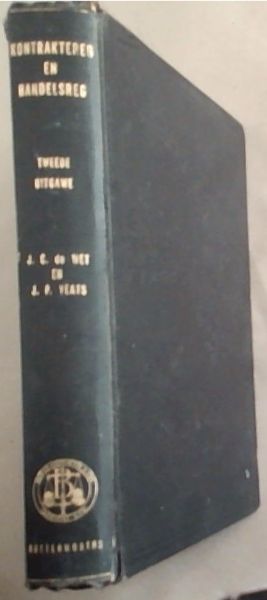 KONTRAKTEREG
EN
HANDELSREG
TWEEDE
UITGAWE
J. C. de WET
EN
J. P. YEATS
BUTTERWORTHS